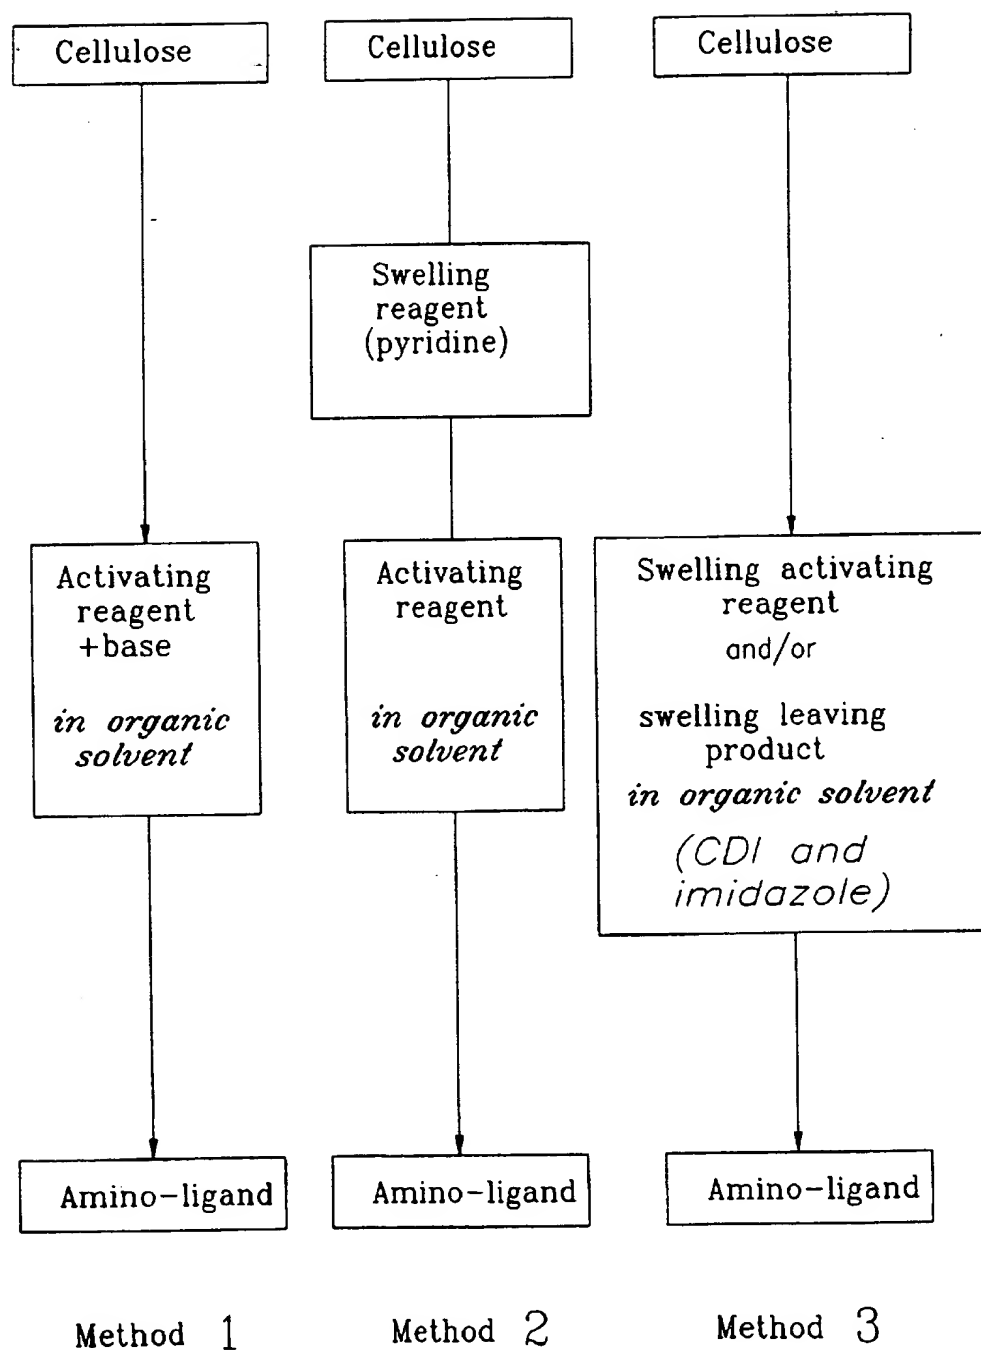 Cellulose
Activating
reagent
+base
in organic
solvent
Amino-ligand
Method 1
Cellulose
Swelling
reagent
(pyridine)
Activating
reagent
in organic
solvent
Amino-ligand
Method 2
Cellulose
Swelling activating
reagent
and/or
swelling leaving
product
in organic solvent
(CDI and
imidazole)
Amino-ligand
Method 3